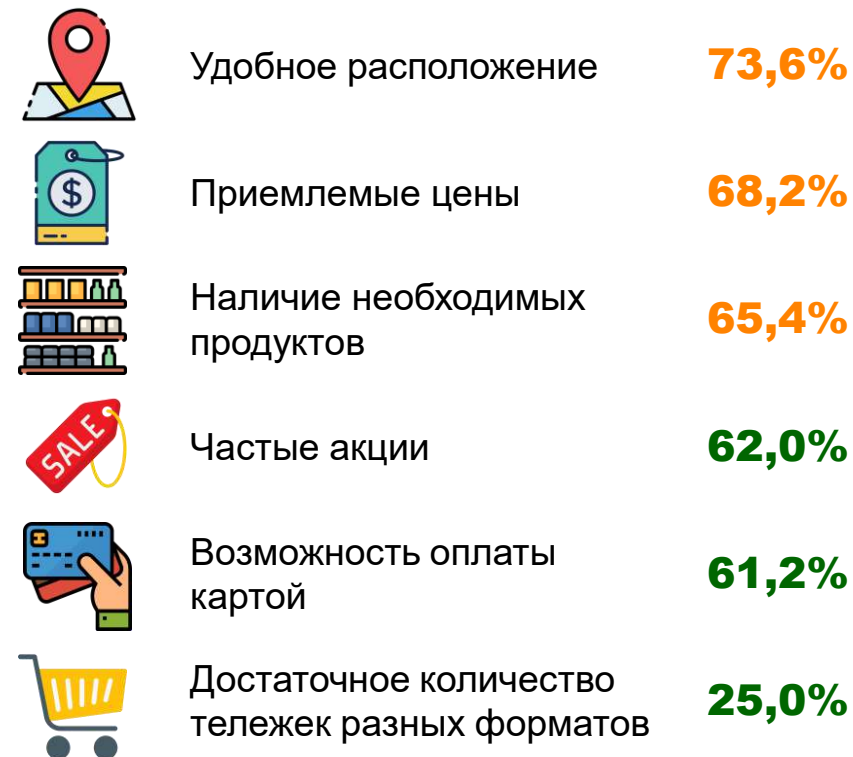 Удобное расположение 73,6%
$
Приемлемые цены 68,2%
Наличие необходимых
продуктов
65,4%
SALE
Частые акции 62,0%
Возможность оплаты
картой
61,2%
Достаточное количество
тележек разных форматов
25,0%